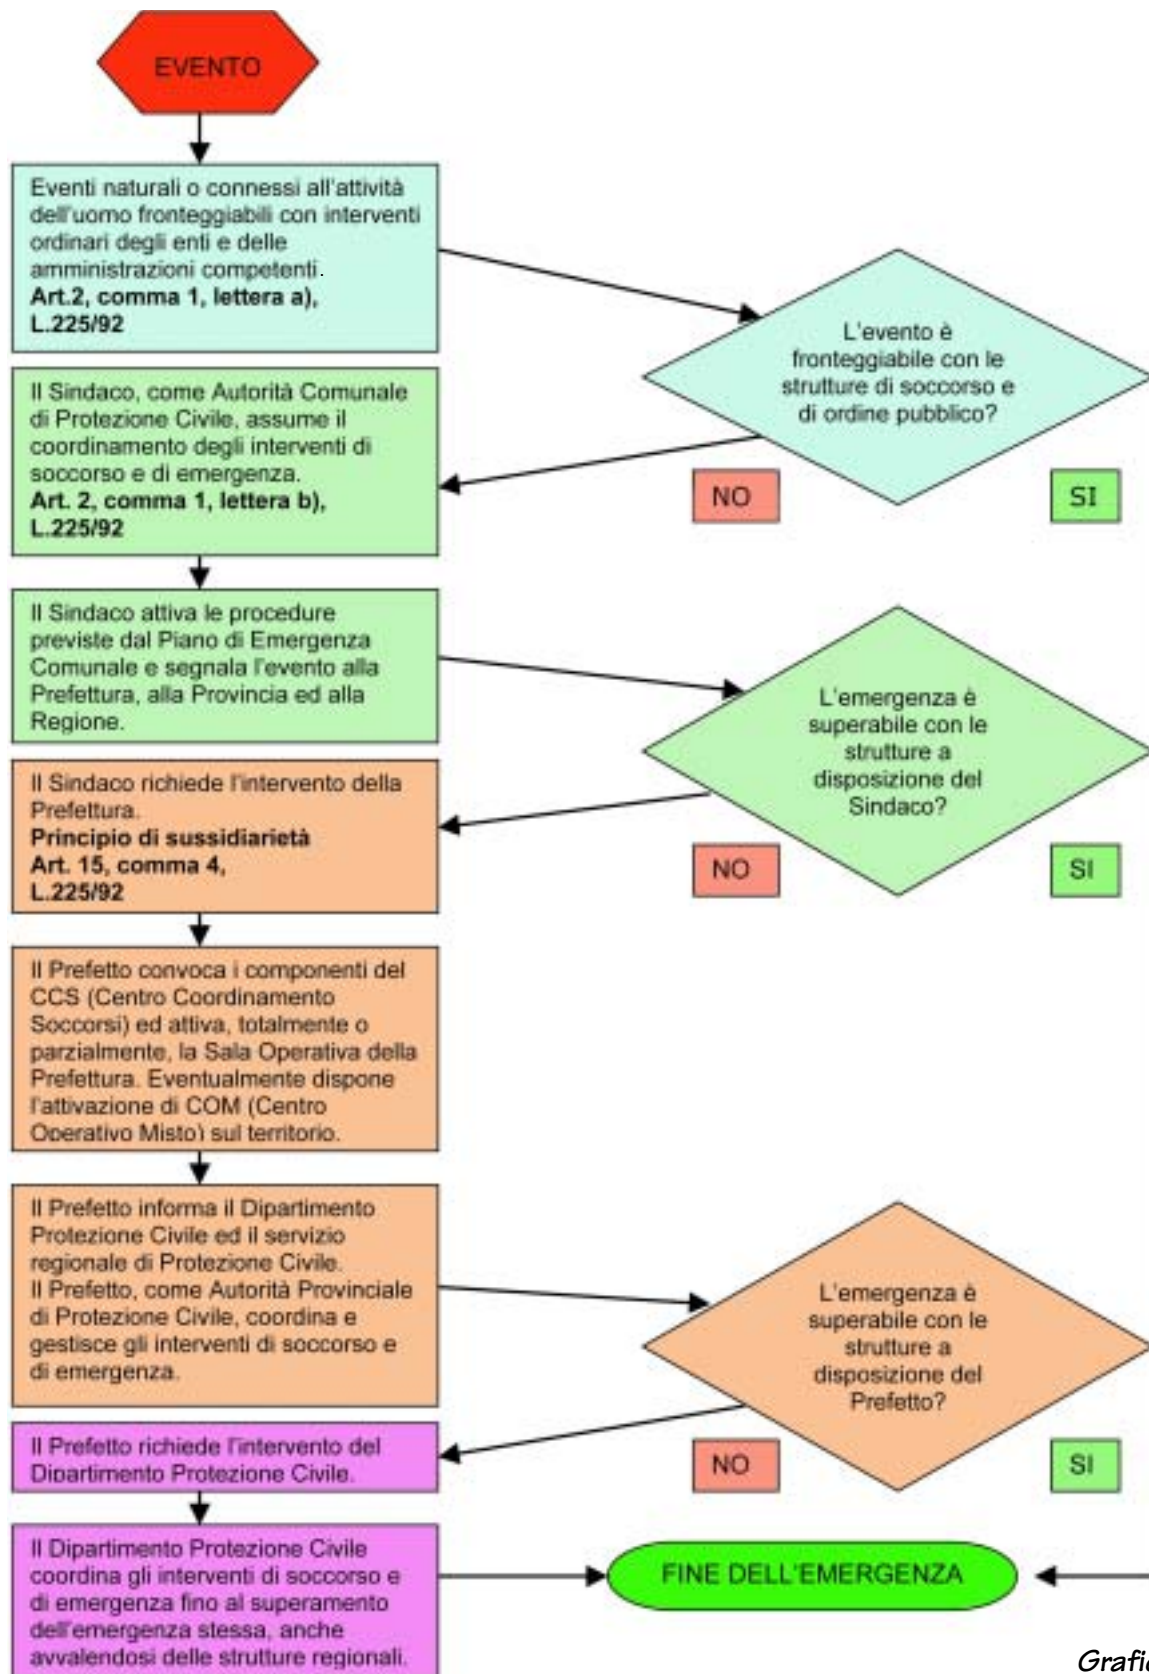 EVENTO
Eventi naturali o connessi all'attività
dell'uomo fronteggiabili con interventi
ordinari degli enti e delle
amministrazioni competenti.
Art.2, comma 1, lettera a),
L.225/92
L'evento è
fronteggiabile con le
strutture di soccorso e
di ordine pubblico?
NO
SI
Il Sindaco, come Autorità Comunale
di Protezione Civile, assume il
coordinamento degli interventi di
soccorso e di emergenza.
Art. 2, comma 1, lettera b),
L.225/92
Il Sindaco attiva le procedure
previste dal Piano di Emergenza
Comunale e segnala l'evento alla
Prefettura, alla Provincia ed alla
Regione.
L'emergenza è
superabile con le
strutture a
disposizione del
Sindaco?
NO
SI
Il Sindaco richiede l'intervento della
Prefettura.
Principio di sussidiarietà
Art. 15, comma 4,
L.225/92
Il Prefetto convoca i componenti del
CCS (Centro Coordinamento
Soccorsi) ed attiva, totalmente o
parzialmente, la Sala Operativa della
Prefettura. Eventualmente dispone
l'attivazione di COM (Centro
Operativo Misto) sul territorio.
Il Prefetto informa il Dipartimento
Protezione Civile ed il servizio
regionale di Protezione Civile.
Il Prefetto, come Autorità Provinciale
di Protezione Civile, coordina e
gestisce gli interventi di soccorso e
di emergenza.
L'emergenza è
superabile con le
strutture a
disposizione del
Prefetto?
NO
SI
Il Prefetto richiede l'intervento del
Dipartimento Protezione Civile.
Il Dipartimento Protezione Civile
coordina gli interventi di soccorso e
di emergenza fino al superamento
dell'emergenza stessa, anche
avvalendosi delle strutture regionali.
FINE DELL'EMERGENZA